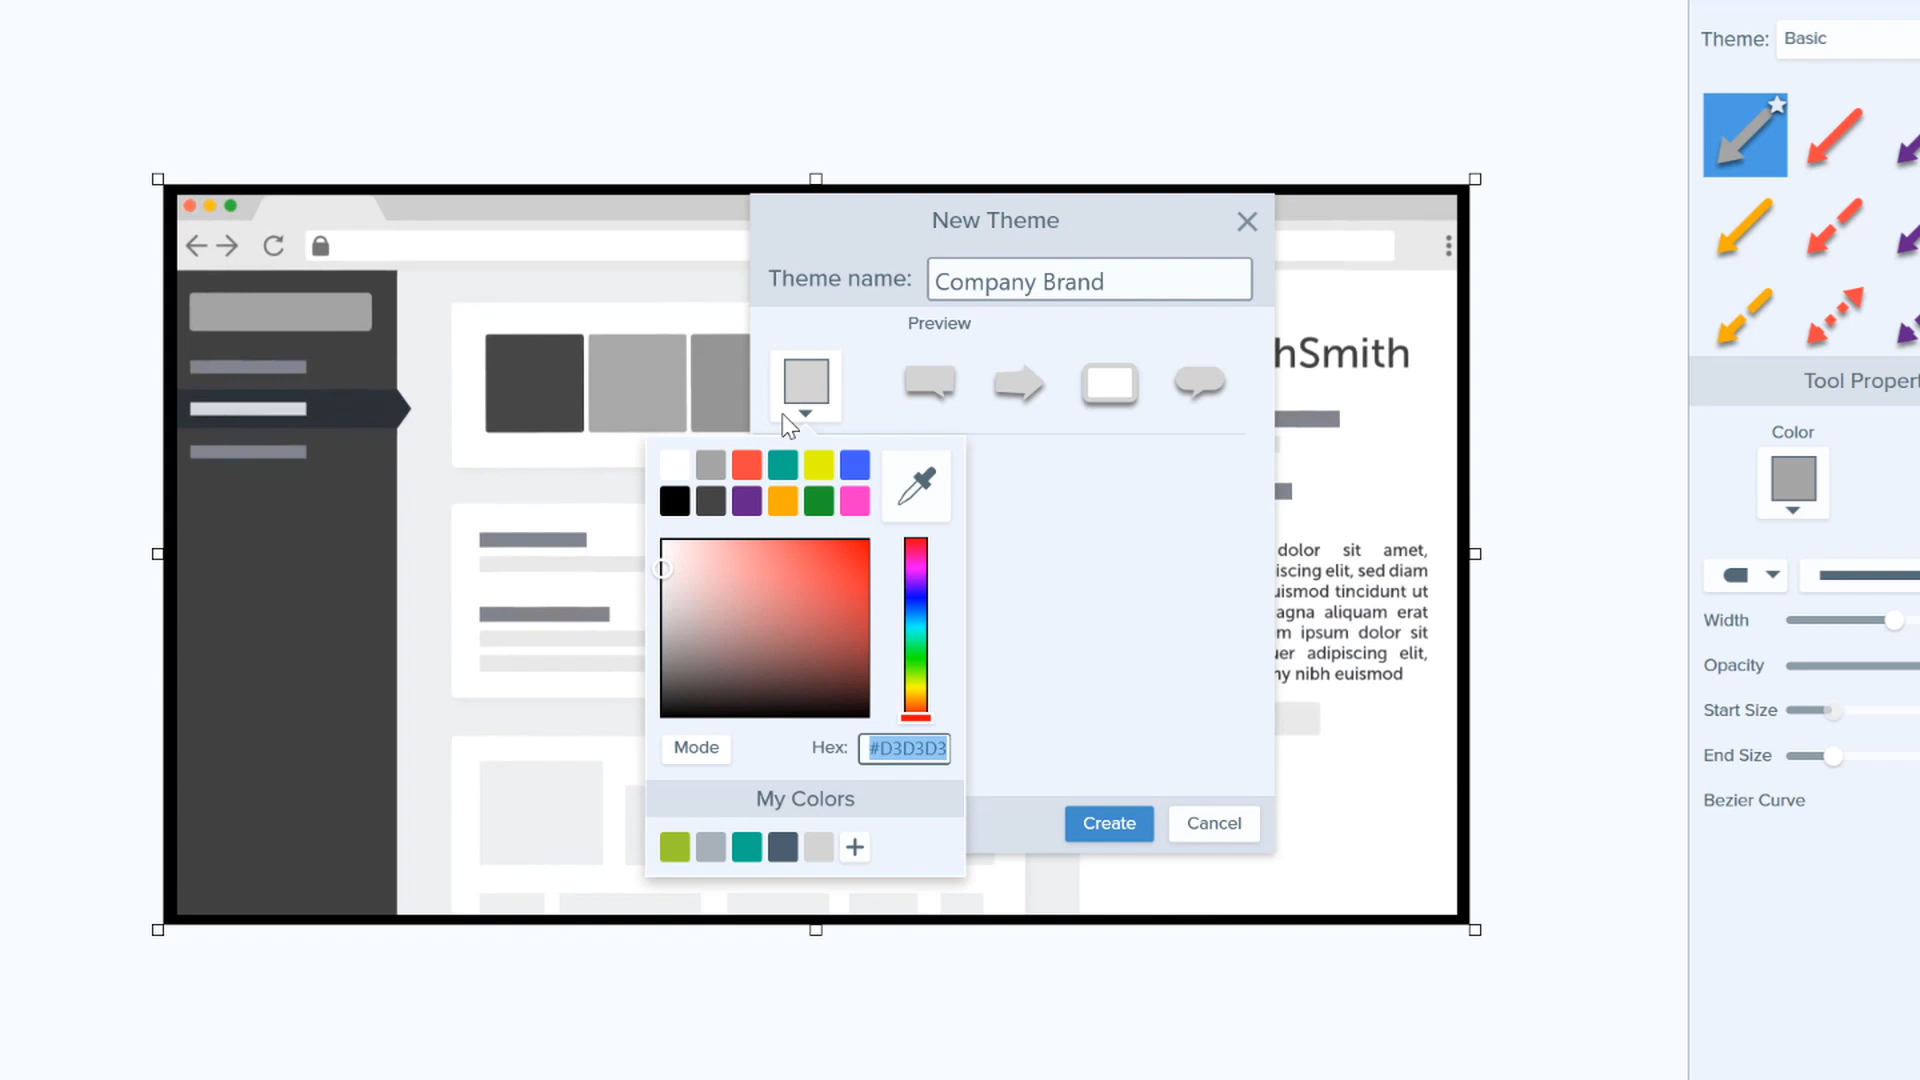 Theme: Basic
New Theme
Theme name: Company Brand
Preview
hSmith
Tool Propert
Color
dolor sit amet,
iscing elit, sed diam
uismod tincidunt ut
agna aliquam erat
m ipsum dolor sit
uer adipiscing elit,
ny nibh euismod
Width
Opacity
Start Size
End Size
Bezier Curve
Mode Hex: #D3D3D3
My Colors
Create Cancel